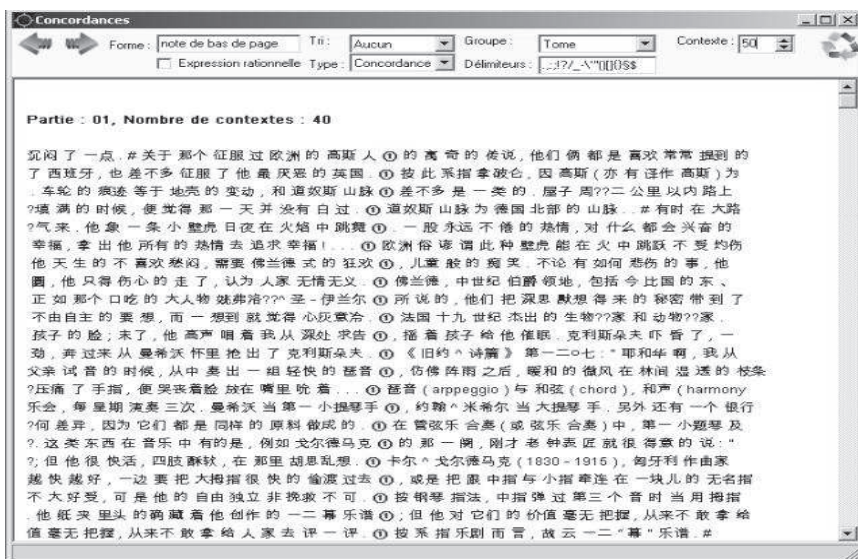 Concordances
Forme : note de bas de page Tri : Aucun Groupe : Tome Contexte : 50
Expression rationnelle Type : Concordance Délimiteurs : .,:;!?/_-\'"()[]{}§$
Partie : 01, Nombre de contextes : 40
沉闷 了 一点 . # 关于 那个 征服 过 欧洲 的 高斯 人 ① 的 寓 奇 的 传说 , 他们 俩 都 是 喜欢 常常 提到 的
了 西班牙 , 也 差不多 征服 了 他 最 厌恶 的 英国 . ① 按 此 系指 拿破仑 , 因 高斯 ( 亦 有 译作 高斯 ) 为
. 车轮 的 痕迹 等于 地壳 的 变动 , 和 道奴斯 山脉 ① 差不多 是 一 类 的 . 屋子 周??二 公里 以内 路上
?填 满 的 时候 , 便 觉得 那 一 天 并 没有 白 过 . ① 道奴斯 山脉 为 德国 北部 的 山脉 . . # 有时 在 大路
?气 来 . 他 象 一 条 小 壁虎 日夜 在 火焰 中 跳舞 ① . 一 股 永远 不 倦 的 热情 , 对 什么 都 会 兴奋 的
幸福 , 拿 出 他 所有 的 热情 去 追求 幸福 ! . . . ① 欧洲 俗 谚 谓 此 种 壁虎 能 在 火 中 跳跃 不 受 灼伤
他 天生 的 不 喜欢 愁闷 , 需要 佛兰德 式 的 狂欢 ① , 儿童 般 的 痴 笑 . 不论 有 如何 悲伤 的 事 , 他
圈 , 他 只得 伤心 的 走 了 , 认为 人家 无情 无义 . ① 佛兰德 , 中世纪 伯爵 领地 , 包括 今 比国 的 东 、
正 如 那个 口吃 的 大人物 姚弗洛??^ 圣 - 伊兰尔 ① 所 说 的 , 他们 把 深思 默想 得来 的 秘密 带 到 了
不由自主 的 要 想 , 而 一 想到 就 觉得 心灰意冷 . ① 法国 十九 世纪 杰出 的 生物??家 和 动物??家 .
孩子 的 脸 ; 末了 , 他 高声 唱 着 我 从 深处 求告 ① , 摇 着 孩子 给 他 催眠 . 克利斯朵夫 吓 昏 了 , 一
劲 , 奔 过来 从 曼希沃 怀里 抢 出 了 克利斯朵夫 . ① 《 旧约 ^ 诗篇 》 第一二○七 : " 耶和华 啊 , 我 从
父亲 试 音 的 时候 , 从中 奏 出 一 组 轻快 的 琶音 ① , 仿佛 阵雨 之后 , 暖和 的 微风 在 林间 湿 透 的 枝条
?压痛 了 手指 , 便 哭丧着脸 放在 嘴里 吮 着 . . . ① 琶音 ( arppeggio ) 与 和弦 ( chord ) , 和声 ( harmony
乐会 , 每 星期 演奏 三次 . 曼希沃 当 第一 小提琴手 ① , 约翰 ^ 米希尔 当 大提琴 手 . 另外 还有 一个 银行
?何 差异 , 因为 它们 都 是 同样 的 原料 做成 的 . ① 在 管弦乐 合奏 ( 或 弦乐 合奏 ) 中 , 第一 小题琴 及
?. 这 类 东西 在 音乐 中 有的是 , 例如 戈尔德马克 ① 的 那 一 阕 , 刚才 老 钟表 匠 就 很 得意 的 说 : "
?; 但 他 很 快活 , 四肢 酥软 , 在 那里 胡思乱想 . ① 卡尔 ^ 戈尔德马克 ( 1830 - 1915 ) , 匈牙利 作曲家
越 快 越 好 , 一边 要 把 大拇指 很 快 的 偷渡 过去 ① , 或是 把 跟 中指 与 小指 牵连 在 一块儿 的 无名指
不 大 好受 , 可是 他 的 自由 独立 非 挽救 不可 . ① 按 钢琴 指法 , 中指 弹 过 第三 个 音 时 当 用 拇指
. 他 纸夹 里头 的确 藏着 他 创作 的 一二 幕 乐谱 ① ; 但 他 对 它们 的 价值 毫无 把握 , 从来 不 敢 拿 给
值 毫无 把握 , 从来 不 敢 拿 给 人家 去 评 一 评 . ① 按 系 指 乐剧 而言 , 故 云 一二 " 幕 " 乐谱 . #